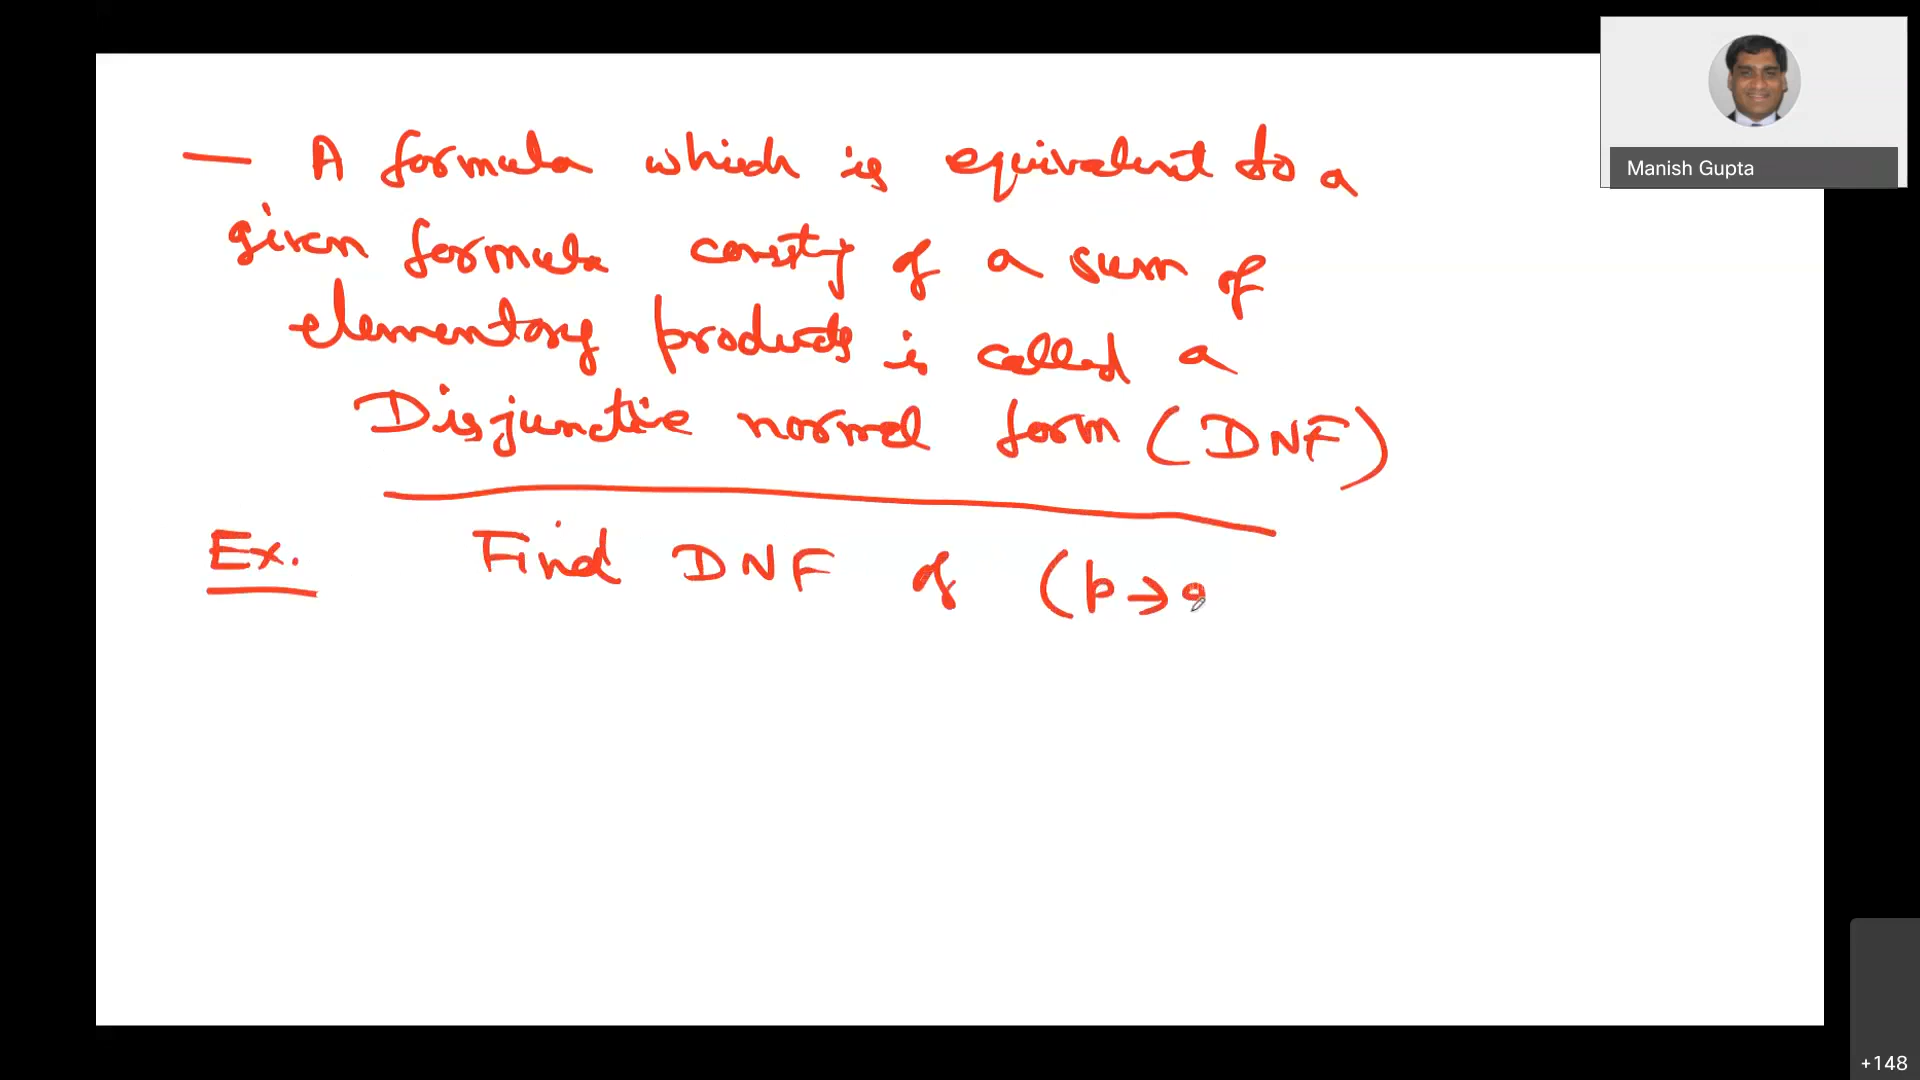 — A formula which is equivalent to a
given formula consisting of a sum of
elementary products is called a
Disjunctive normal form (DNF)
Ex. Find DNF of (p →
Manish Gupta
+148